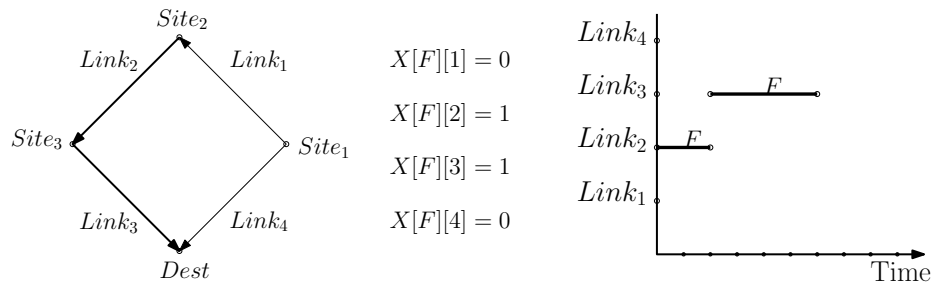 Site₂
Link₂
Link₁
Site₃
Site₁
Link₃
Link₄
Dest
X[F][1] = 0
X[F][2] = 1
X[F][3] = 1
X[F][4] = 0
Link₄
Link₃
F
Link₂
F
Link₁
Time